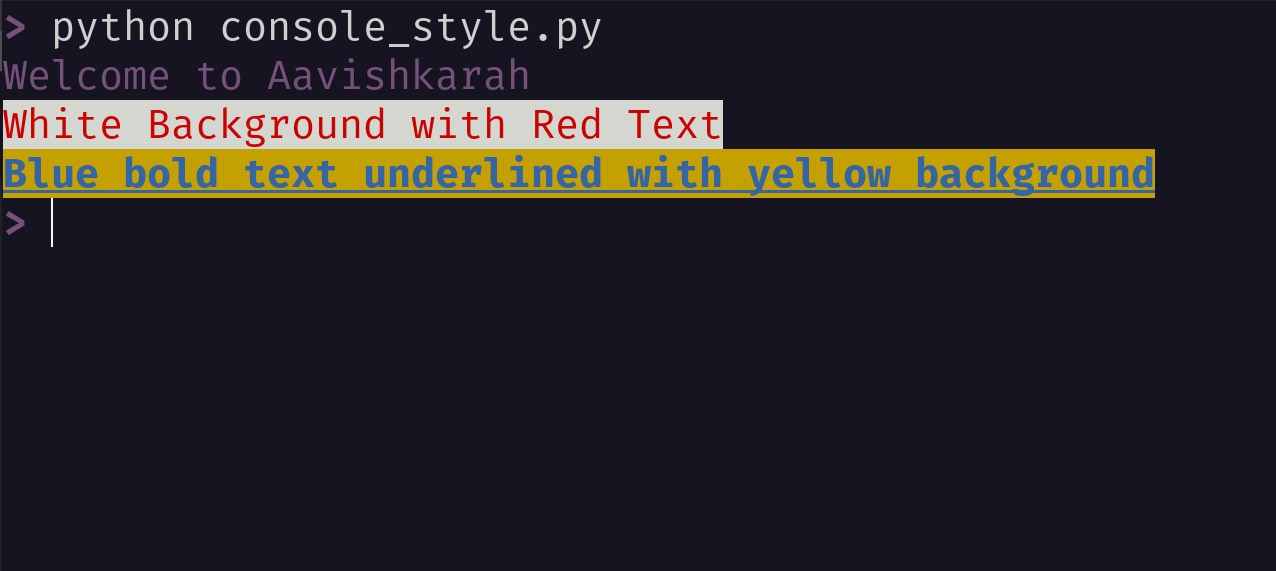 > python console_style.py
Welcome to Aavishkarah
White Background with Red Text
Blue bold text underlined with yellow background
>